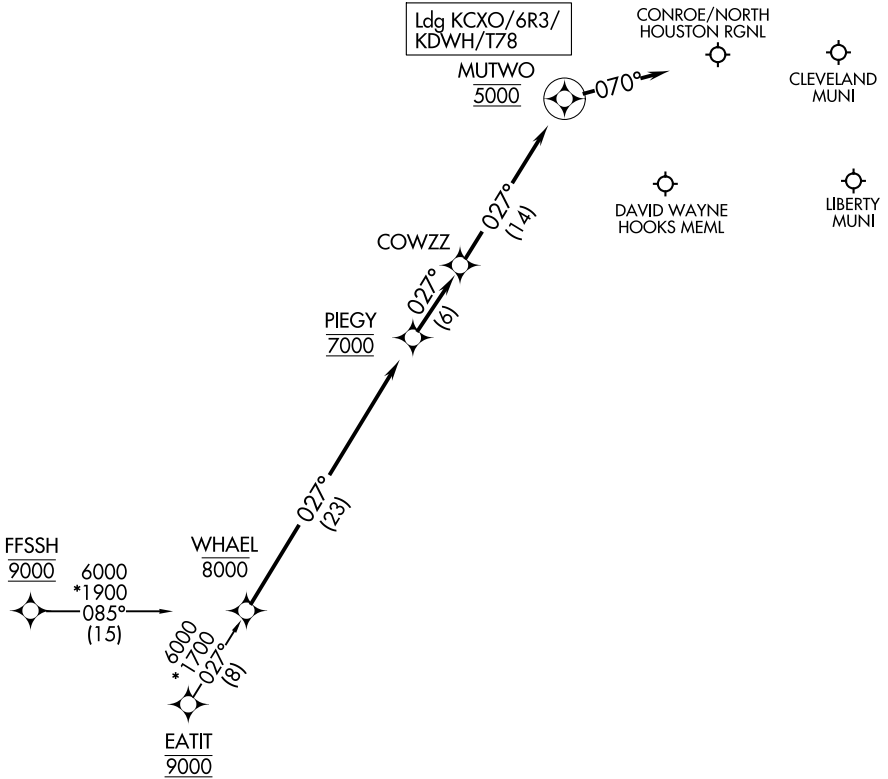 Ldg KCXO/6R3/
KDWH/T78
CONROE/NORTH
HOUSTON RGNL
CLEVELAND
MUNI
MUTWO
5000
070°
DAVID WAYNE
HOOKS MEML
LIBERTY
MUNI
027°
(14)
COWZZ
027°
(6)
PIEGY
7000
027°
(23)
FFSSH
9000
6000
*1900
085°
(15)
WHAEL
8000
6000
*1700
027°
(8)
EATIT
9000